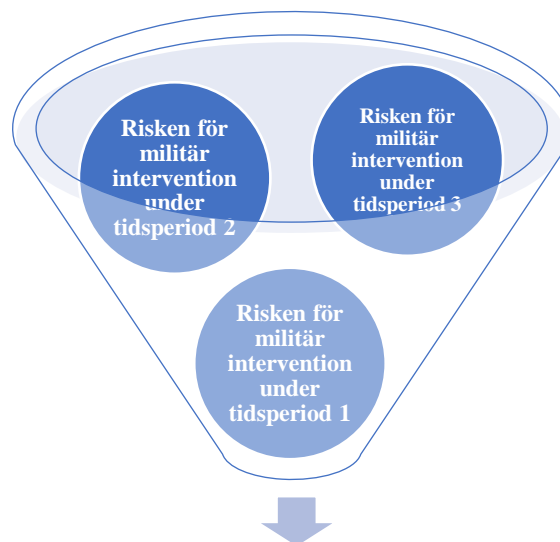 Risken för
militär
intervention
under
tidsperiod 2
Risken för
militär
intervention
under
tidsperiod 3
Risken för
militär
intervention
under
tidsperiod 1